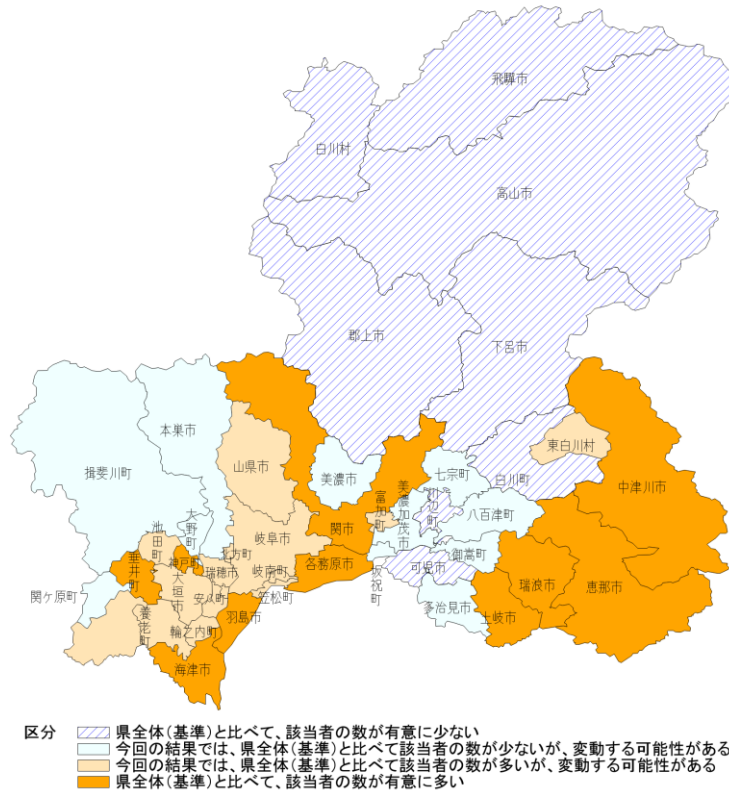 飛騨市
白川村
高山市
郡上市
下呂市
本巣市
揖斐川町
山県市
美濃市
七宗町
東白川村
白川町
中津川市
富加町
美濃加茂市
川辺町
八百津町
大野町
池田町
岐阜市
関市
各務原市
御嵩町
可児市
坂祝町
北方町
神戸町
瑞穂市
岐南町
垂井町
大垣市
安八町
笠松町
関ケ原町
養老町
輪之内町
羽島市
多治見市
土岐市
瑞浪市
恵那市
海津市
区分
県全体(基準)と比べて、該当者の数が有意に少ない
今回の結果では、県全体(基準)と比べて該当者の数が少ないが、変動する可能性がある
今回の結果では、県全体(基準)と比べて該当者の数が多いが、変動する可能性がある
県全体(基準)と比べて、該当者の数が有意に多い